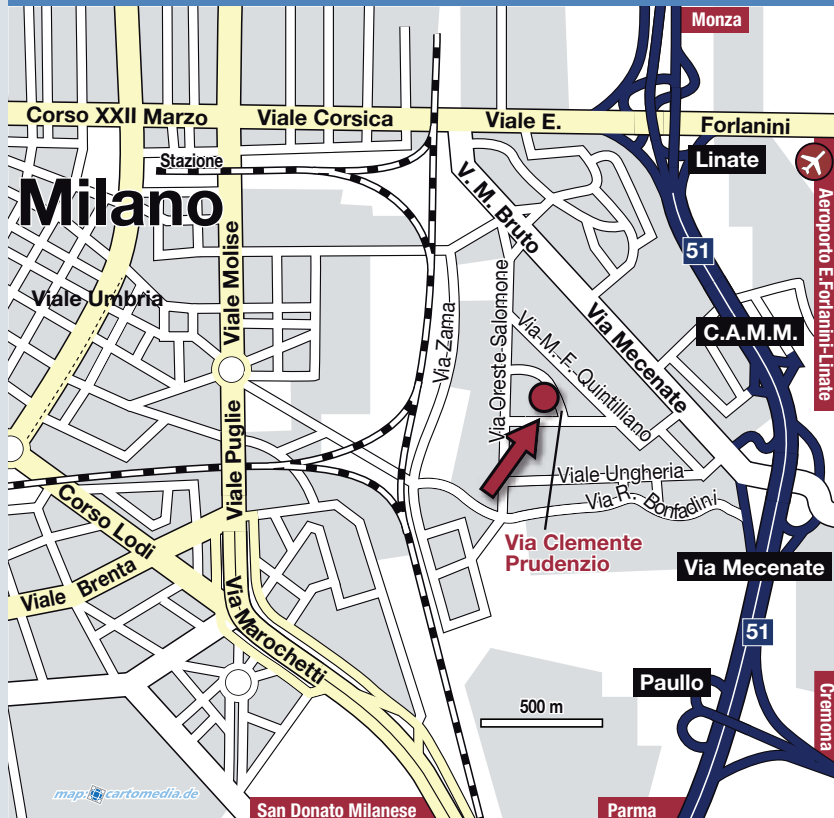 Monza
Corso XXII Marzo
Viale Corsica
Viale E.
Forlanini
Stazione
Linate
Milano
V. M. Bruto
Aeroporto E.Forlanini-Linate
51
Viale Molise
Viale Umbria
Via Zama
Via-Oreste-Salomone
Via-M. F. Quintilliano
Via Mecenate
C.A.M.M.
Viale Puglie
Viale-Ungheria
Via-R. Bonfadini
Corso Lodi
Via Clemente
Prudenzio
Viale Brenta
Via Mecenate
Via Marochetti
51
Paullo
Cremona
500 m
map: cartomedia.de
San Donato Milanese
Parma